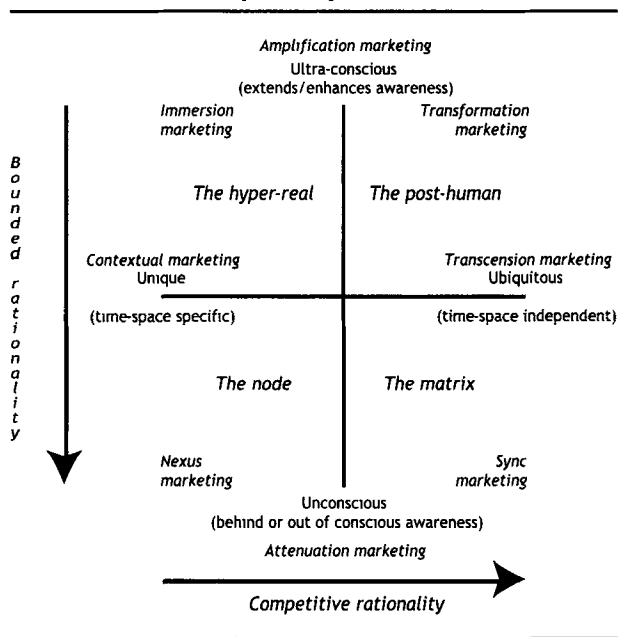 Amplification marketing
Ultra-conscious
(extends/enhances awareness)
Immersion
marketing
Transformation
marketing
Bounded rationality
The hyper-real
The post-human
Contextual marketing
Unique
Transcension marketing
Ubiquitous
(time-space specific)
(time-space independent)
The node
The matrix
Nexus
marketing
Sync
marketing
Unconscious
(behind or out of conscious awareness)
Attenuation marketing
Competitive rationality